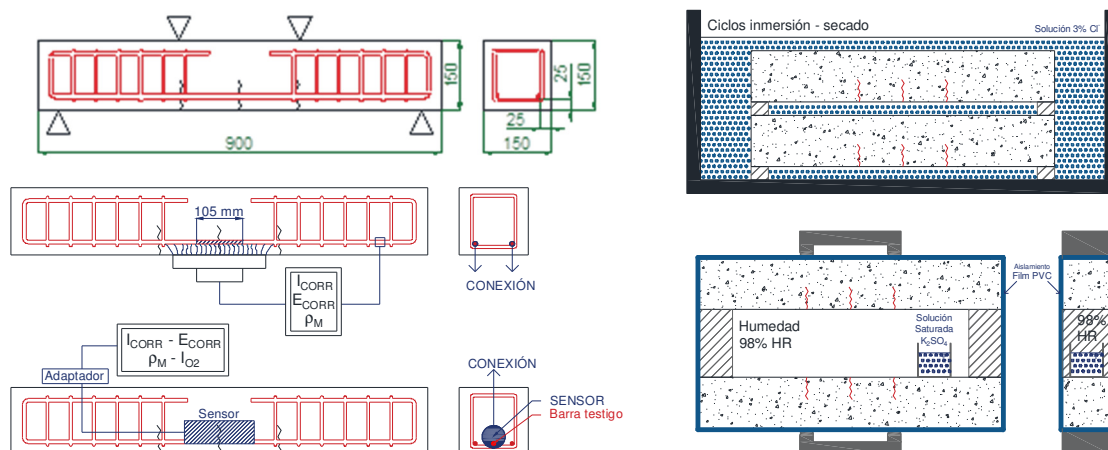 150
25
150
25
900
150
105 mm
I_CORR
E_CORR
ρ_M
CONEXIÓN
I_CORR - E_CORR
ρ_M - I_O2
Adaptador
Sensor
CONEXIÓN
SENSOR
Barra testigo
Ciclos inmersión - secado
Solución 3% Cl⁻
Aislamiento
Film PVC
Humedad
98% HR
Solución
Saturada
K₂SO₄
98%
HR